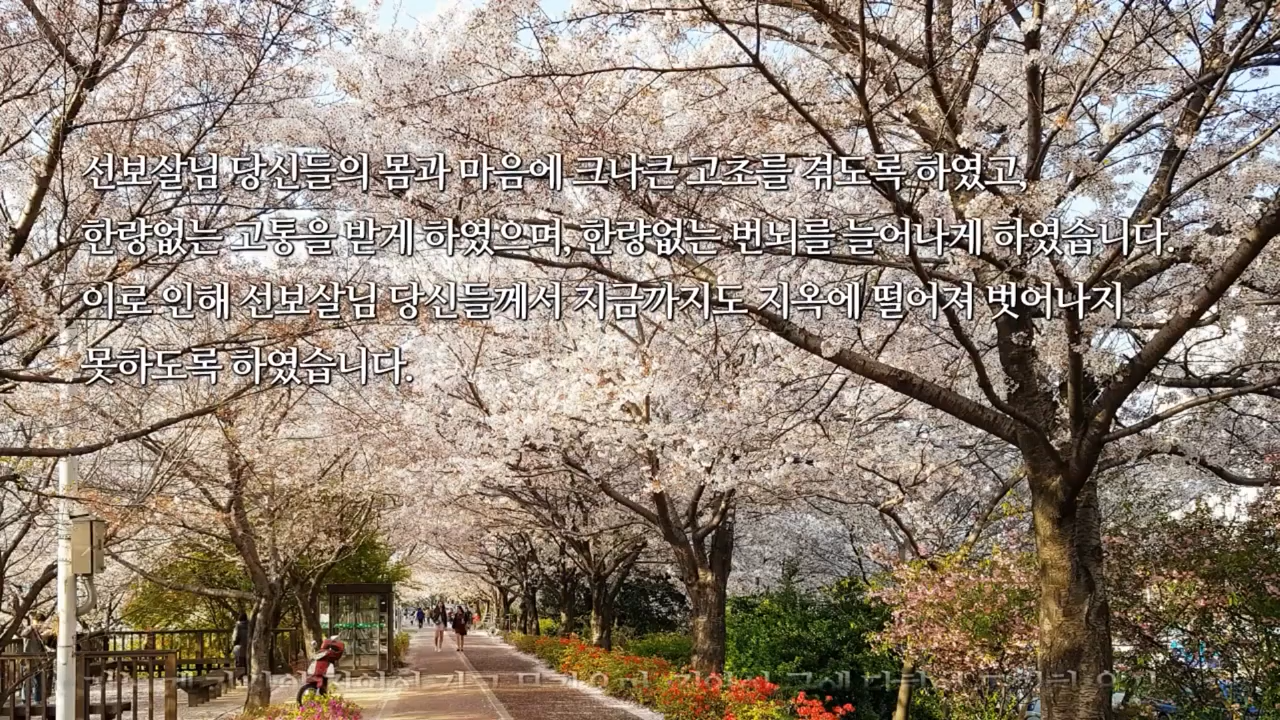 선보살님 당신들의 몸과 마음에 크나큰 고초를 겪도록 하였고,
한량없는 고통을 받게 하였으며, 한량없는 번뇌를 늘어나게 하였습니다.
이로 인해 선보살님 당신들께서 지금까지도 지옥에 떨어져 벗어나지
못하도록 하였습니다.